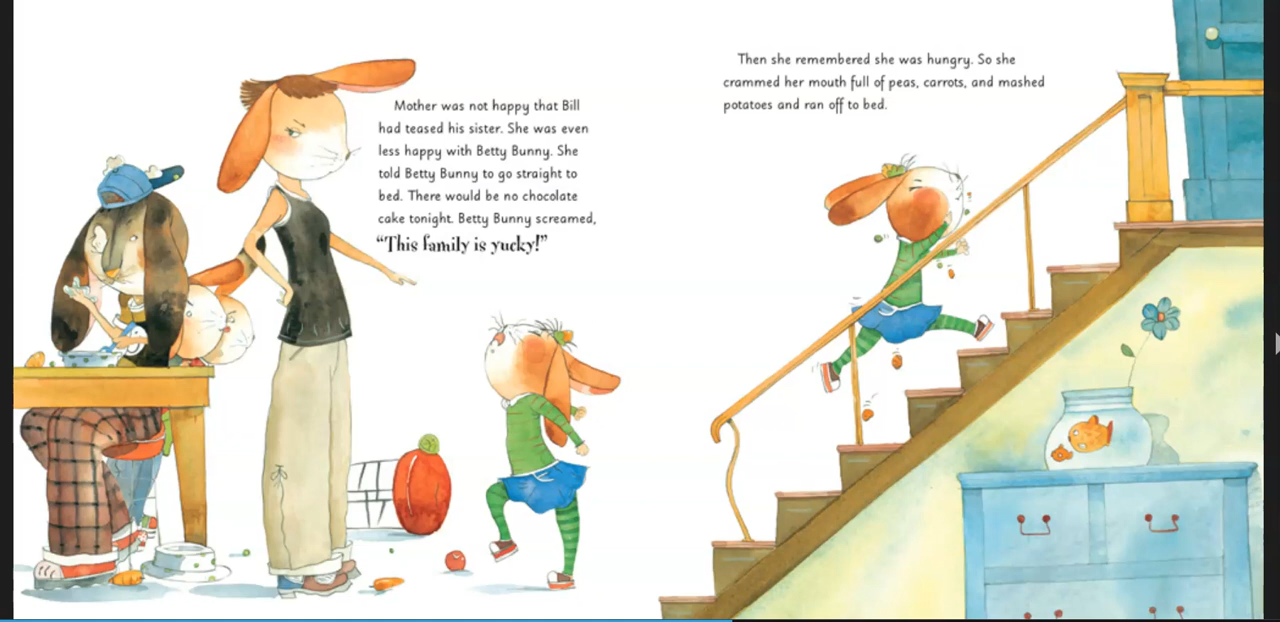 Mother was not happy that Bill
had teased his sister. She was even
less happy with Betty Bunny. She
told Betty Bunny to go straight to
bed. There would be no chocolate
cake tonight. Betty Bunny screamed,
“This family is yucky!”
Then she remembered she was hungry. So she
crammed her mouth full of peas, carrots, and mashed
potatoes and ran off to bed.